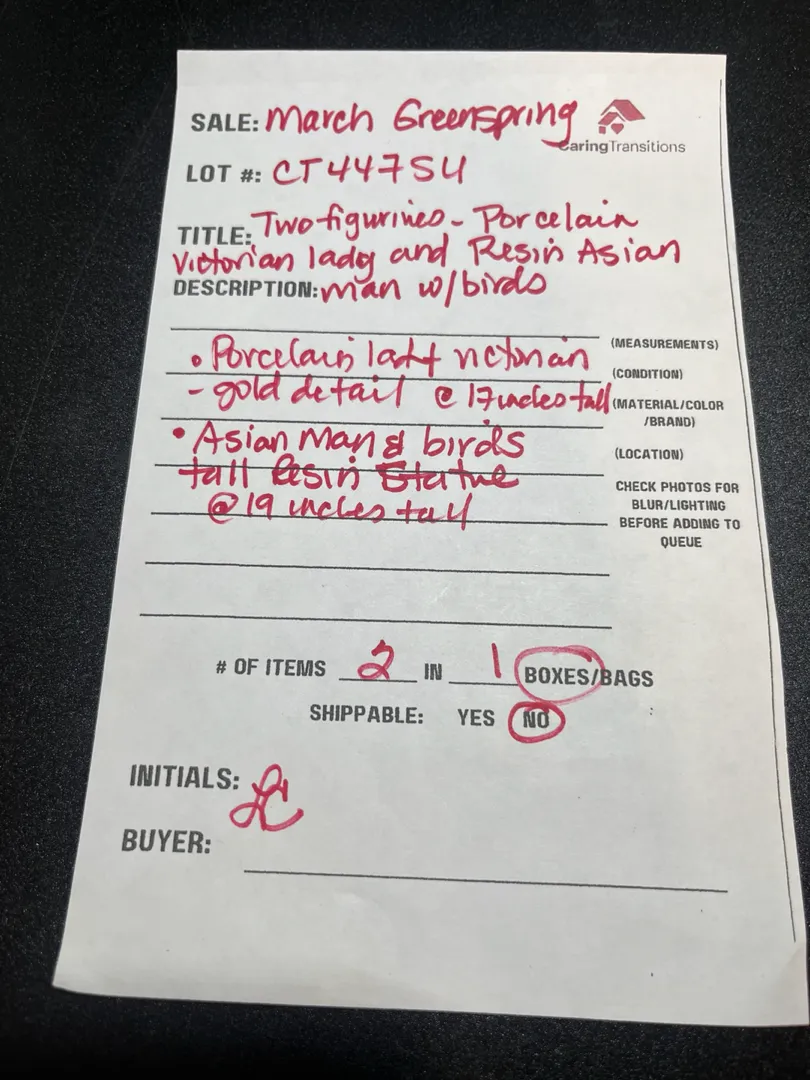 SALE: March Greenspring
CaringTransitions
LOT #: CT447SU
TITLE: Two figurines - Porcelain
Victorian lady and Resin Asian
DESCRIPTION: man w/birds
• Porcelain lady victorian
- gold detail @ 17 inches tall
• Asian Man & birds
tall Resin Statue
@ 19 inches tall
(MEASUREMENTS)
(CONDITION)
(MATERIAL/COLOR
/BRAND)
(LOCATION)
CHECK PHOTOS FOR
BLUR/LIGHTING
BEFORE ADDING TO
QUEUE
# OF ITEMS 2 IN 1 BOXES/BAGS
SHIPPABLE: YES NO
INITIALS: LC
BUYER: